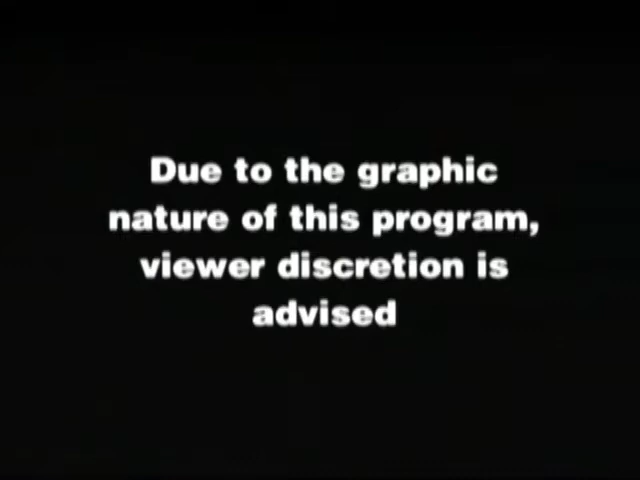 Due to the graphic
nature of this program,
viewer discretion is
advised